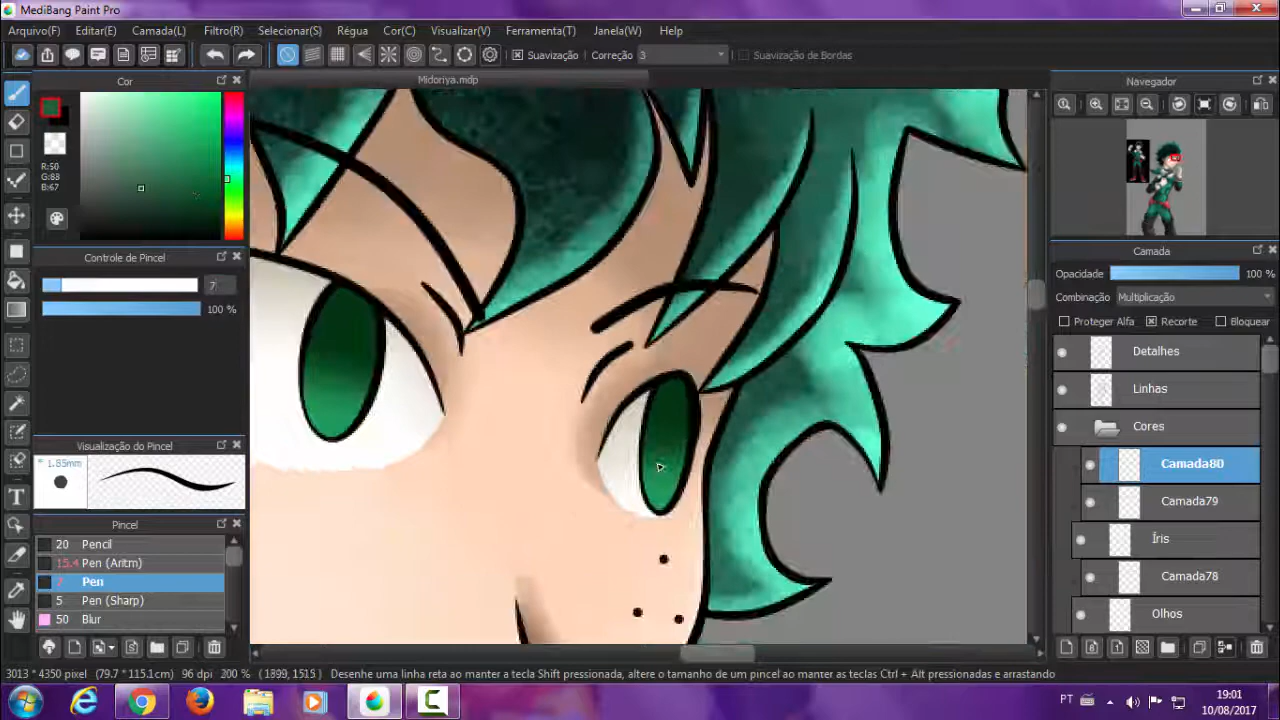 MediBang Paint Pro
Arquivo(F) Editar(E) Camada(L) Filtro(R) Selecionar(S) Régua Cor(C) Visualizar(V) Ferramenta(T) Janela(W) Help
Suavização Correção 3 Suavização de Bordas
Cor
Midoriya.mdp
Navegador
R:50
G:88
B:67
Controle de Pincel
7
100 %
Camada
Opacidade 100 %
Combinação Multiplicação
Proteger Alfa Recorte Bloquear
Detalhes
Linhas
Cores
Camada80
Camada79
Íris
Camada78
Olhos
Visualização do Pincel
1.85mm
Pincel
20 Pencil
15.4 Pen (Aritm)
7 Pen
5 Pen (Sharp)
50 Blur
3013 * 4350 pixel (79.7 * 115.1cm) 96 dpi 200 % (1899, 1515) Desenhe uma linha reta ao manter a tecla Shift pressionada, altere o tamanho de um pincel ao manter as teclas Ctrl + Alt pressionadas e arrastando
PT
19:01
10/08/2017